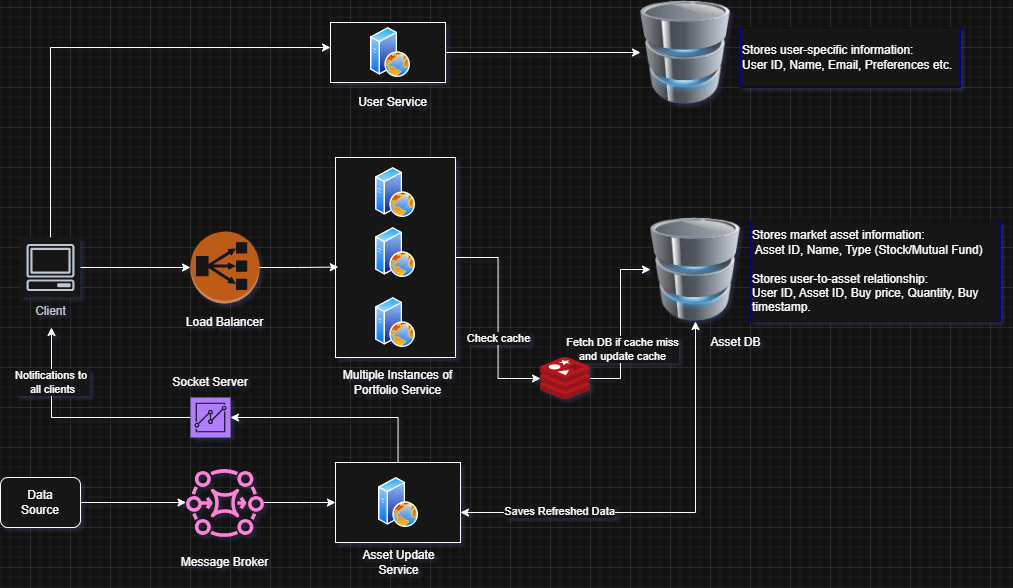 Stores user-specific information:
User ID, Name, Email, Preferences etc.
User Service
Stores market asset information:
Asset ID, Name, Type (Stock/Mutual Fund)
Stores user-to-asset relationship:
User ID, Asset ID, Buy price, Quantity, Buy
timestamp.
Client
Load Balancer
Check cache
Fetch DB if cache miss
and update cache
Asset DB
Multiple Instances of
Portfolio Service
Notifications to
all clients
Socket Server
Data
Source
Saves Refreshed Data
Message Broker
Asset Update
Service